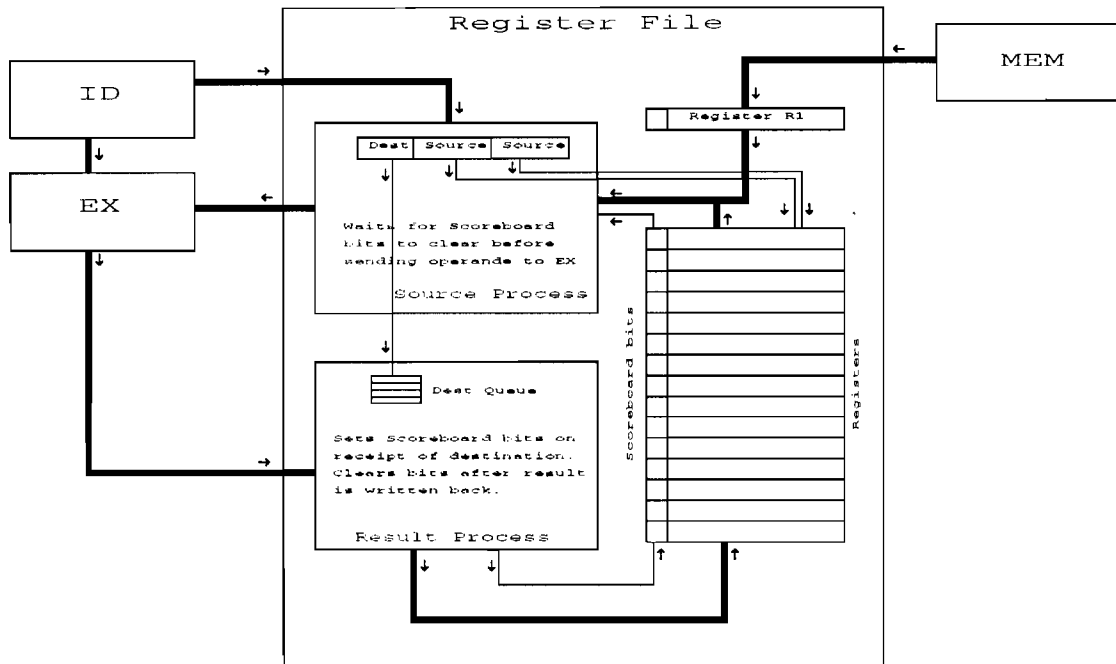 Register File
MEM
ID
Register R1
Dest Source Source
EX
Waits for Scoreboard
bits to clear before
sending operands to EX
Source Process
Scoreboard bits
Registers
Dest Queue
Sets Scoreboard bits on
receipt of destination.
Clears bits after result
is written back.
Result Process